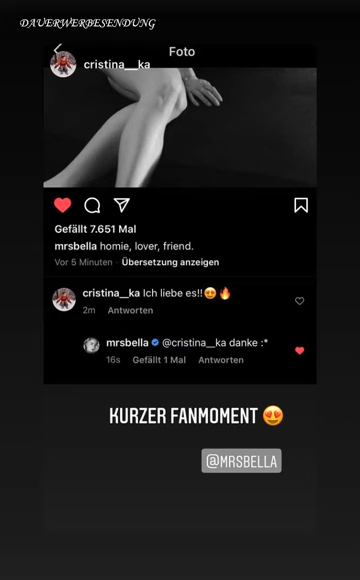 DAUERWERBESENDUNG
Foto
cristina__ka
Gefällt 7.651 Mal
mrsbella homie, lover, friend.
Vor 5 Minuten · Übersetzung anzeigen
cristina__ka Ich liebe es!!😍🔥
2m Antworten
mrsbella @cristina__ka danke :*
16s Gefällt 1 Mal Antworten
KURZER FANMOMENT 😍
@MRSBELLA